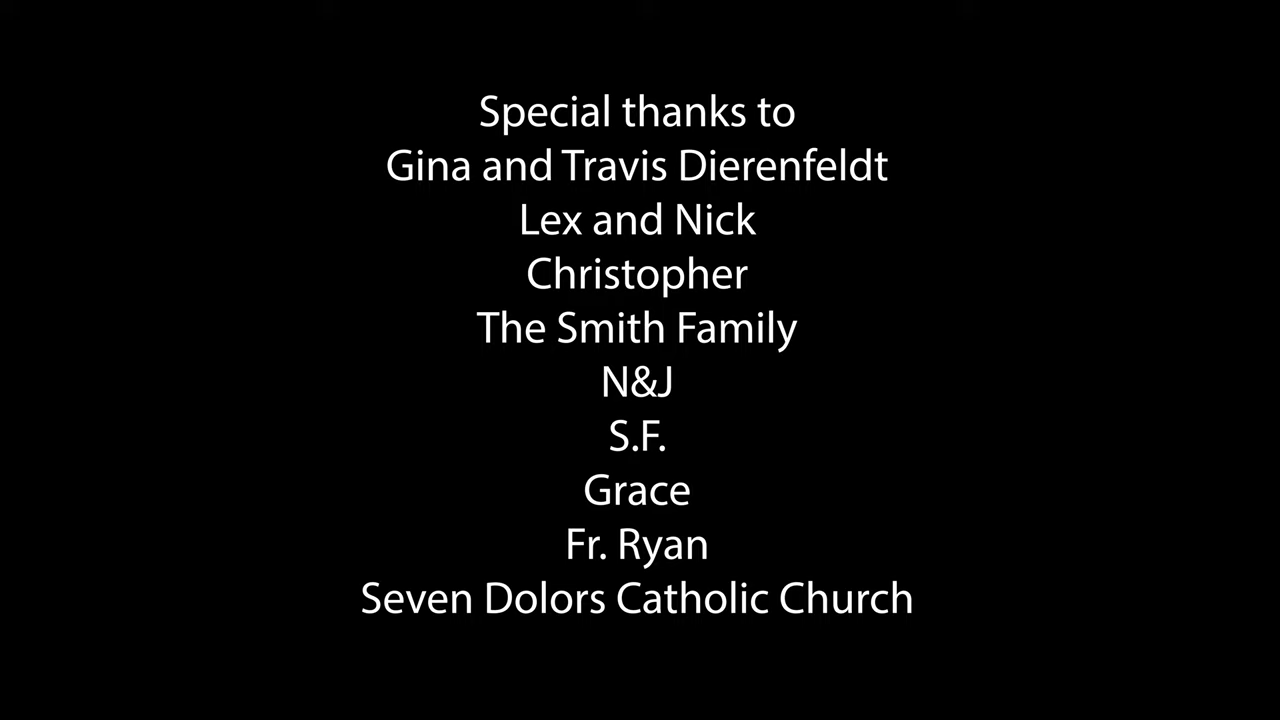 Special thanks to
Gina and Travis Dierenfeldt
Lex and Nick
Christopher
The Smith Family
N&J
S.F.
Grace
Fr. Ryan
Seven Dolors Catholic Church